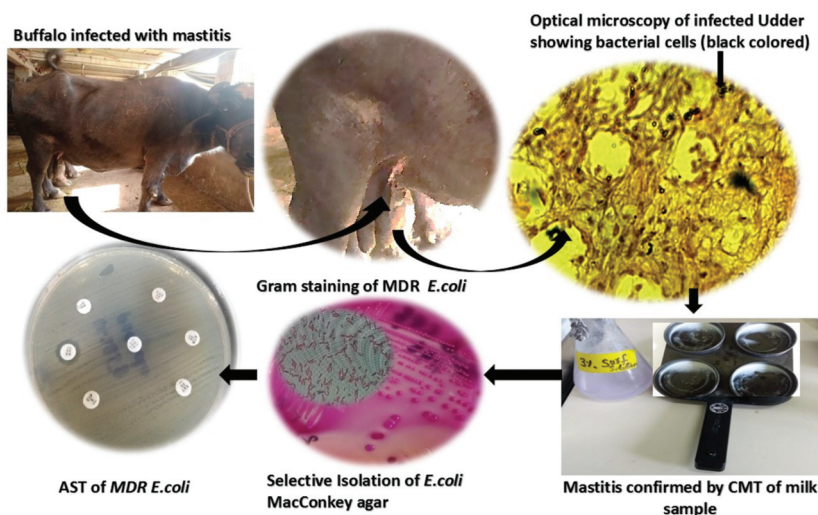 Buffalo infected with mastitis
Optical microscopy of infected Udder
showing bacterial cells (black colored)
Gram staining of MDR E.coli
3%
AST of MDR E.coli
Selective Isolation of E.coli
MacConkey agar
Mastitis confirmed by CMT of milk
sample